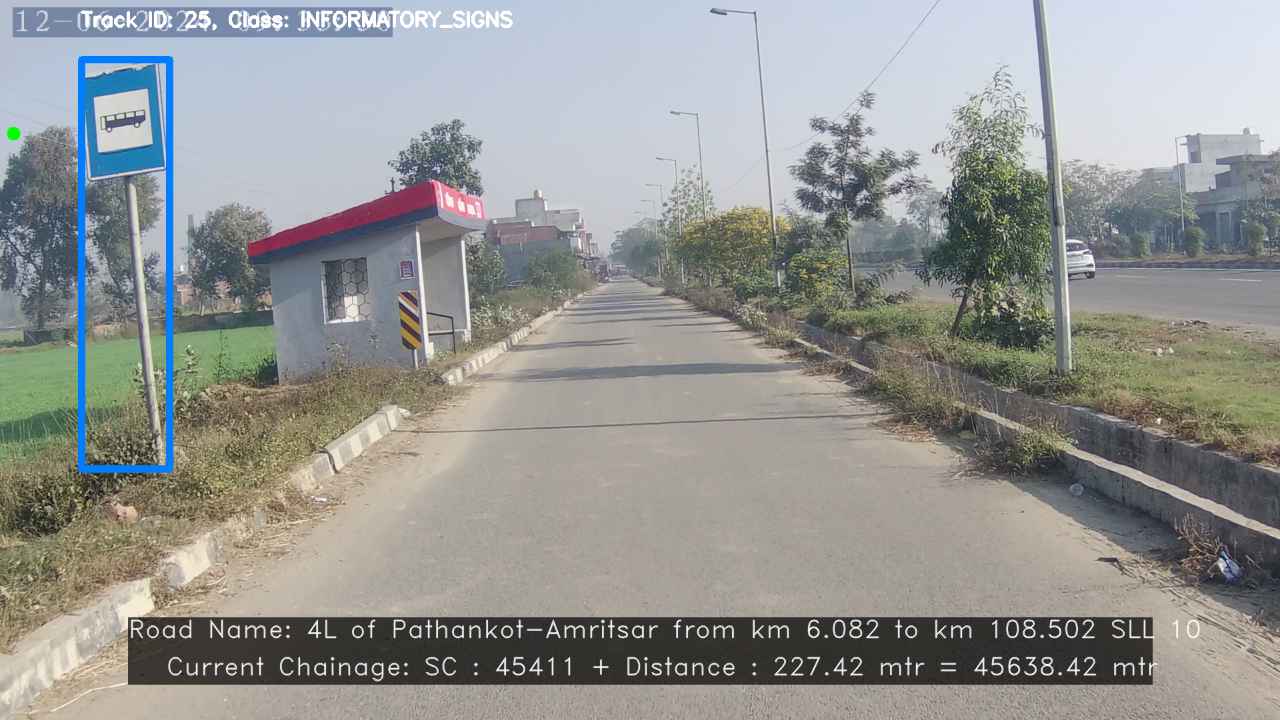 Track ID: 25, Class: INFORMATORY_SIGNS
Road Name: 4L of Pathankot-Amritsar from km 6.082 to km 108.502 SLL 10
Current Chainage: SC : 45411 + Distance : 227.42 mtr = 45638.42 mtr